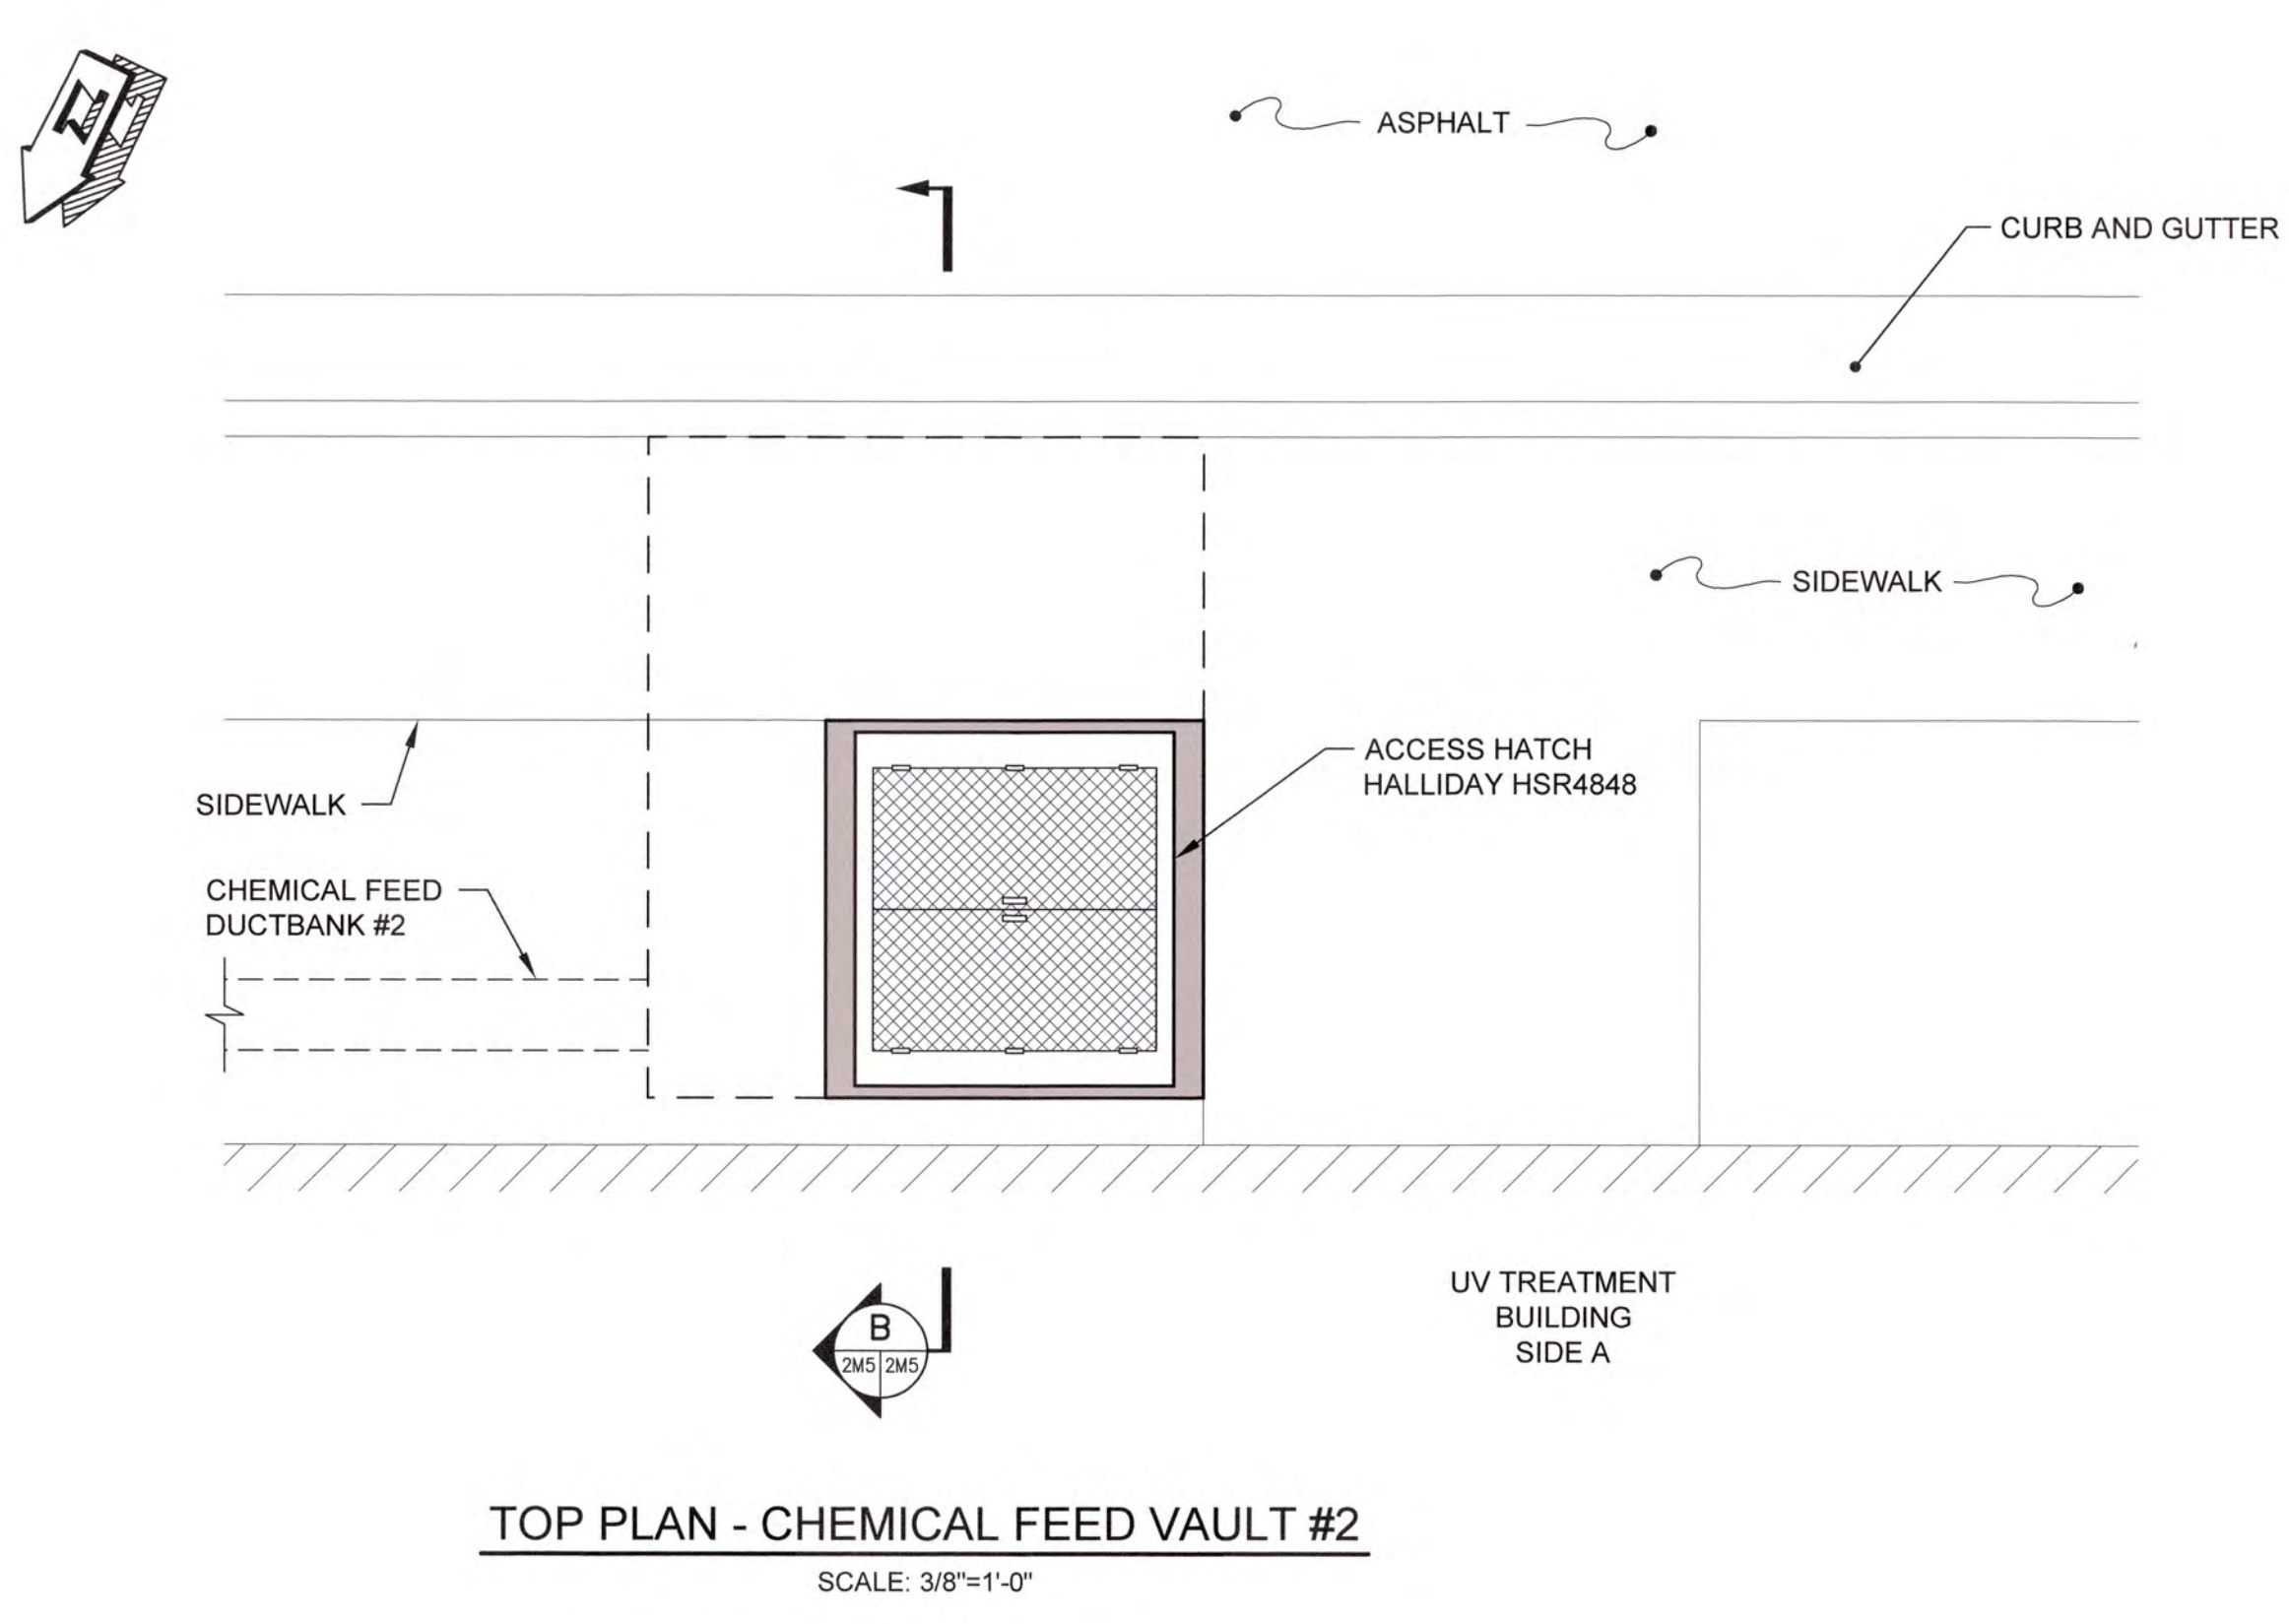 N
ASPHALT
CURB AND GUTTER
SIDEWALK
ACCESS HATCH
HALLIDAY HSR4848
SIDEWALK
CHEMICAL FEED
DUCTBANK #2
UV TREATMENT
BUILDING
SIDE A
B
2M5 2M5
TOP PLAN - CHEMICAL FEED VAULT #2
SCALE: 3/8"=1'-0"